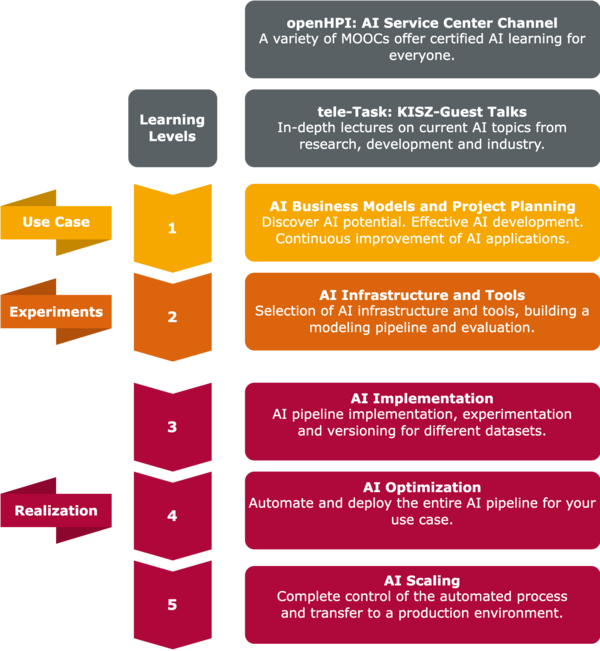 openHPI: AI Service Center Channel
A variety of MOOCs offer certified AI learning for
everyone.
Learning
Levels
tele-Task: KISZ-Guest Talks
In-depth lectures on current AI topics from
research, development and industry.
Use Case
1
AI Business Models and Project Planning
Discover AI potential. Effective AI development.
Continuous improvement of AI applications.
Experiments
2
AI Infrastructure and Tools
Selection of AI infrastructure and tools, building a
modeling pipeline and evaluation.
3
AI Implementation
AI pipeline implementation, experimentation
and versioning for different datasets.
Realization
4
AI Optimization
Automate and deploy the entire AI pipeline for your
use case.
5
AI Scaling
Complete control of the automated process
and transfer to a production environment.